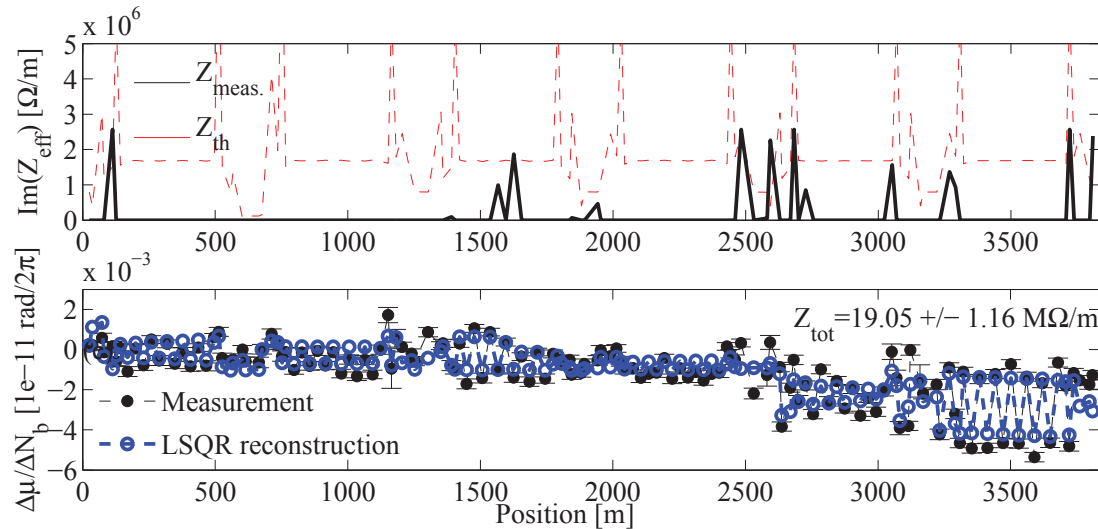 x 10⁶
Im(Z_eff) [Ω/m]
5
4
3
2
1
0
Z_meas.
Z_th
0 500 1000 1500 2000 2500 3000 3500
x 10⁻³
Δμ/ΔN_b [1e−11 rad/2π]
2
0
−2
−4
−6
Z_tot=19.05 +/− 1.16 MΩ/m
Measurement
LSQR reconstruction
0 500 1000 1500 2000 2500 3000 3500
Position [m]